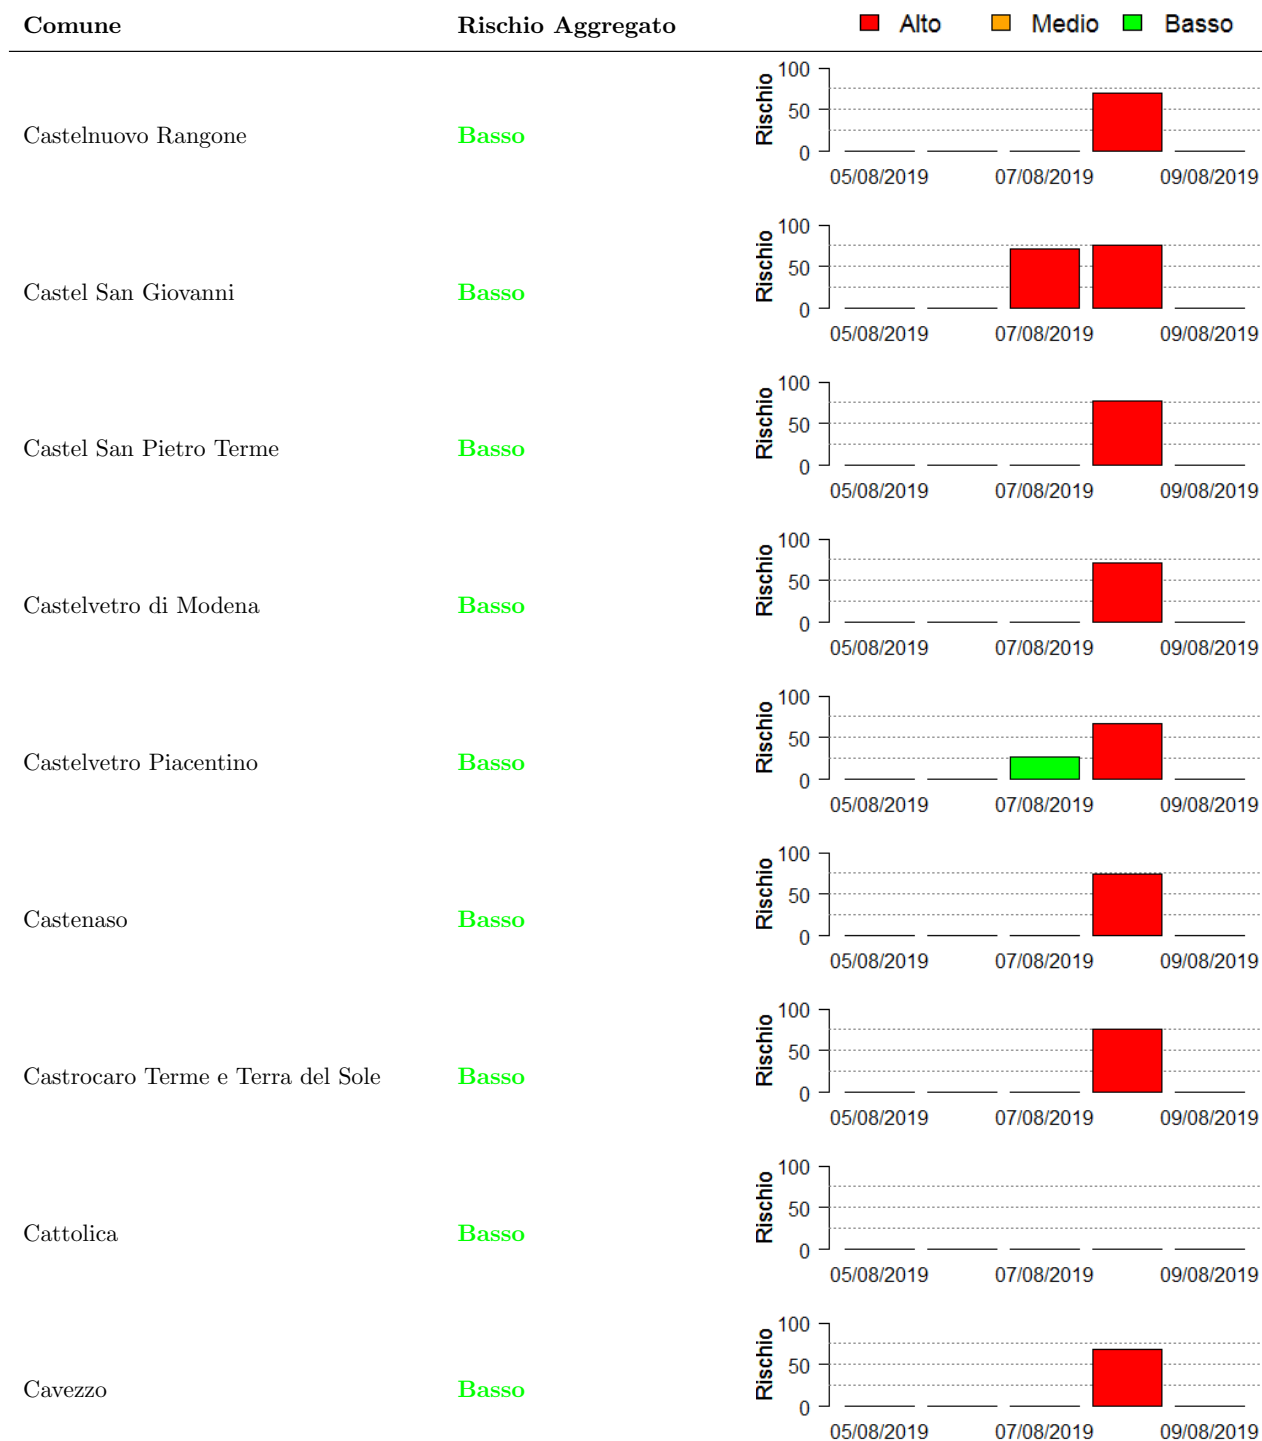 Comune Rischio Aggregato Alto Medio Basso
100
50
0
Rischio
Castelnuovo Rangone Basso
05/08/2019 07/08/2019 09/08/2019
100
50
0
Rischio
Castel San Giovanni Basso
05/08/2019 07/08/2019 09/08/2019
100
50
0
Rischio
Castel San Pietro Terme Basso
05/08/2019 07/08/2019 09/08/2019
100
50
0
Rischio
Castelvetro di Modena Basso
05/08/2019 07/08/2019 09/08/2019
100
50
0
Rischio
Castelvetro Piacentino Basso
05/08/2019 07/08/2019 09/08/2019
100
50
0
Rischio
Castenaso Basso
05/08/2019 07/08/2019 09/08/2019
100
50
0
Rischio
Castrocaro Terme e Terra del Sole Basso
05/08/2019 07/08/2019 09/08/2019
100
50
0
Rischio
Cattolica Basso
05/08/2019 07/08/2019 09/08/2019
100
50
0
Rischio
Cavezzo Basso
05/08/2019 07/08/2019 09/08/2019